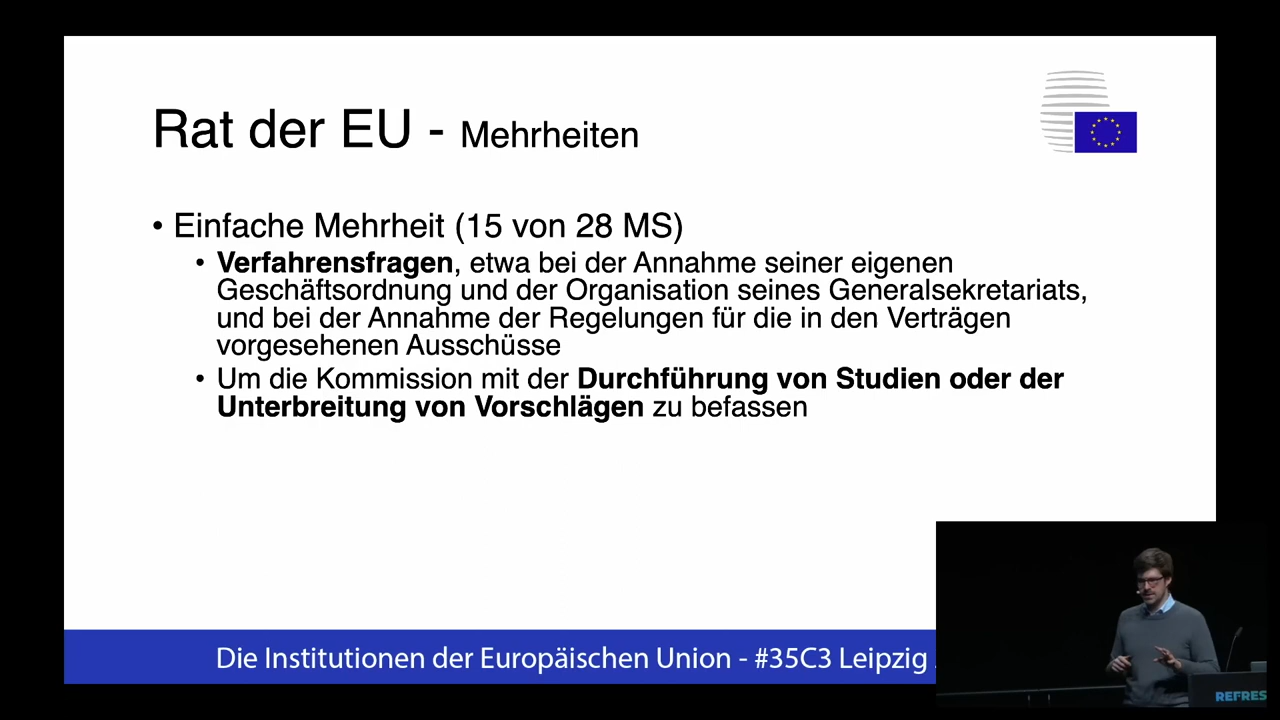 Rat der EU - Mehrheiten
• Einfache Mehrheit (15 von 28 MS)
• Verfahrensfragen, etwa bei der Annahme seiner eigenen
Geschäftsordnung und der Organisation seines Generalsekretariats,
und bei der Annahme der Regelungen für die in den Verträgen
vorgesehenen Ausschüsse
• Um die Kommission mit der Durchführung von Studien oder der
Unterbreitung von Vorschlägen zu befassen
Die Institutionen der Europäischen Union - #35C3 Leipzig
REFRES